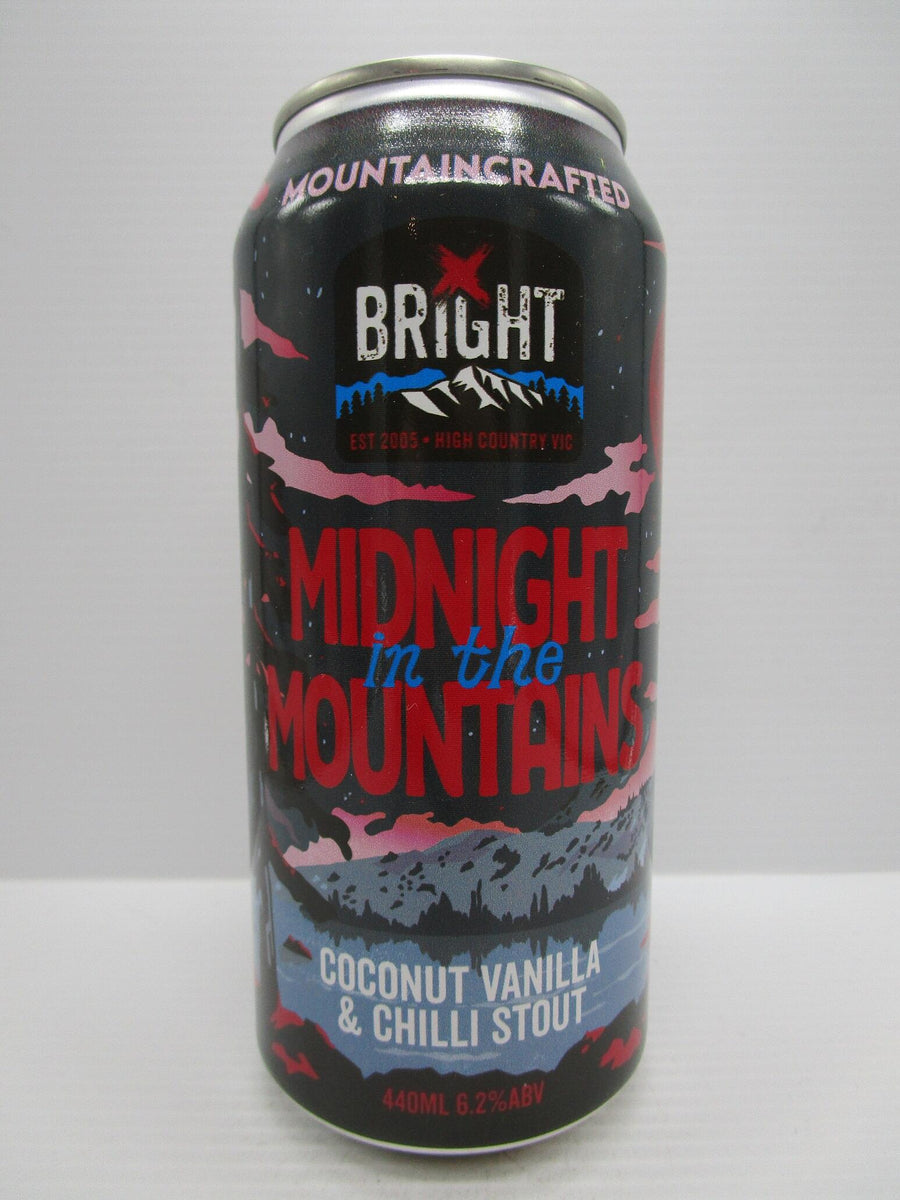 MOUNTAINCRAFTED
BRIGHT
EST 2005 • HIGH COUNTRY VIC
MIDNIGHT
in the
MOUNTAINS
COCONUT VANILLA
& CHILLI STOUT
440ML 6.2%ABV